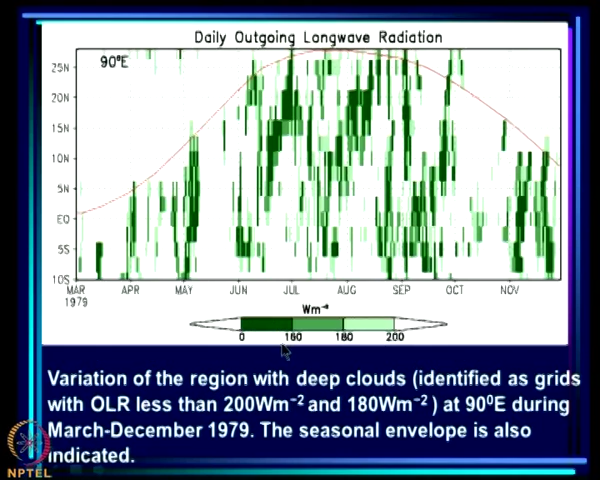 Daily Outgoing Longwave Radiation
90°E
25N
20N
15N
10N
5N
EQ
5S
10S
MAR APR MAY JUN JUL AUG SEP OCT NOV
1979
Wm⁻²
0 160 180 200
Variation of the region with deep clouds (identified as grids
with OLR less than 200Wm⁻² and 180Wm⁻² ) at 90⁰E during
March-December 1979. The seasonal envelope is also
indicated.
NPTEL